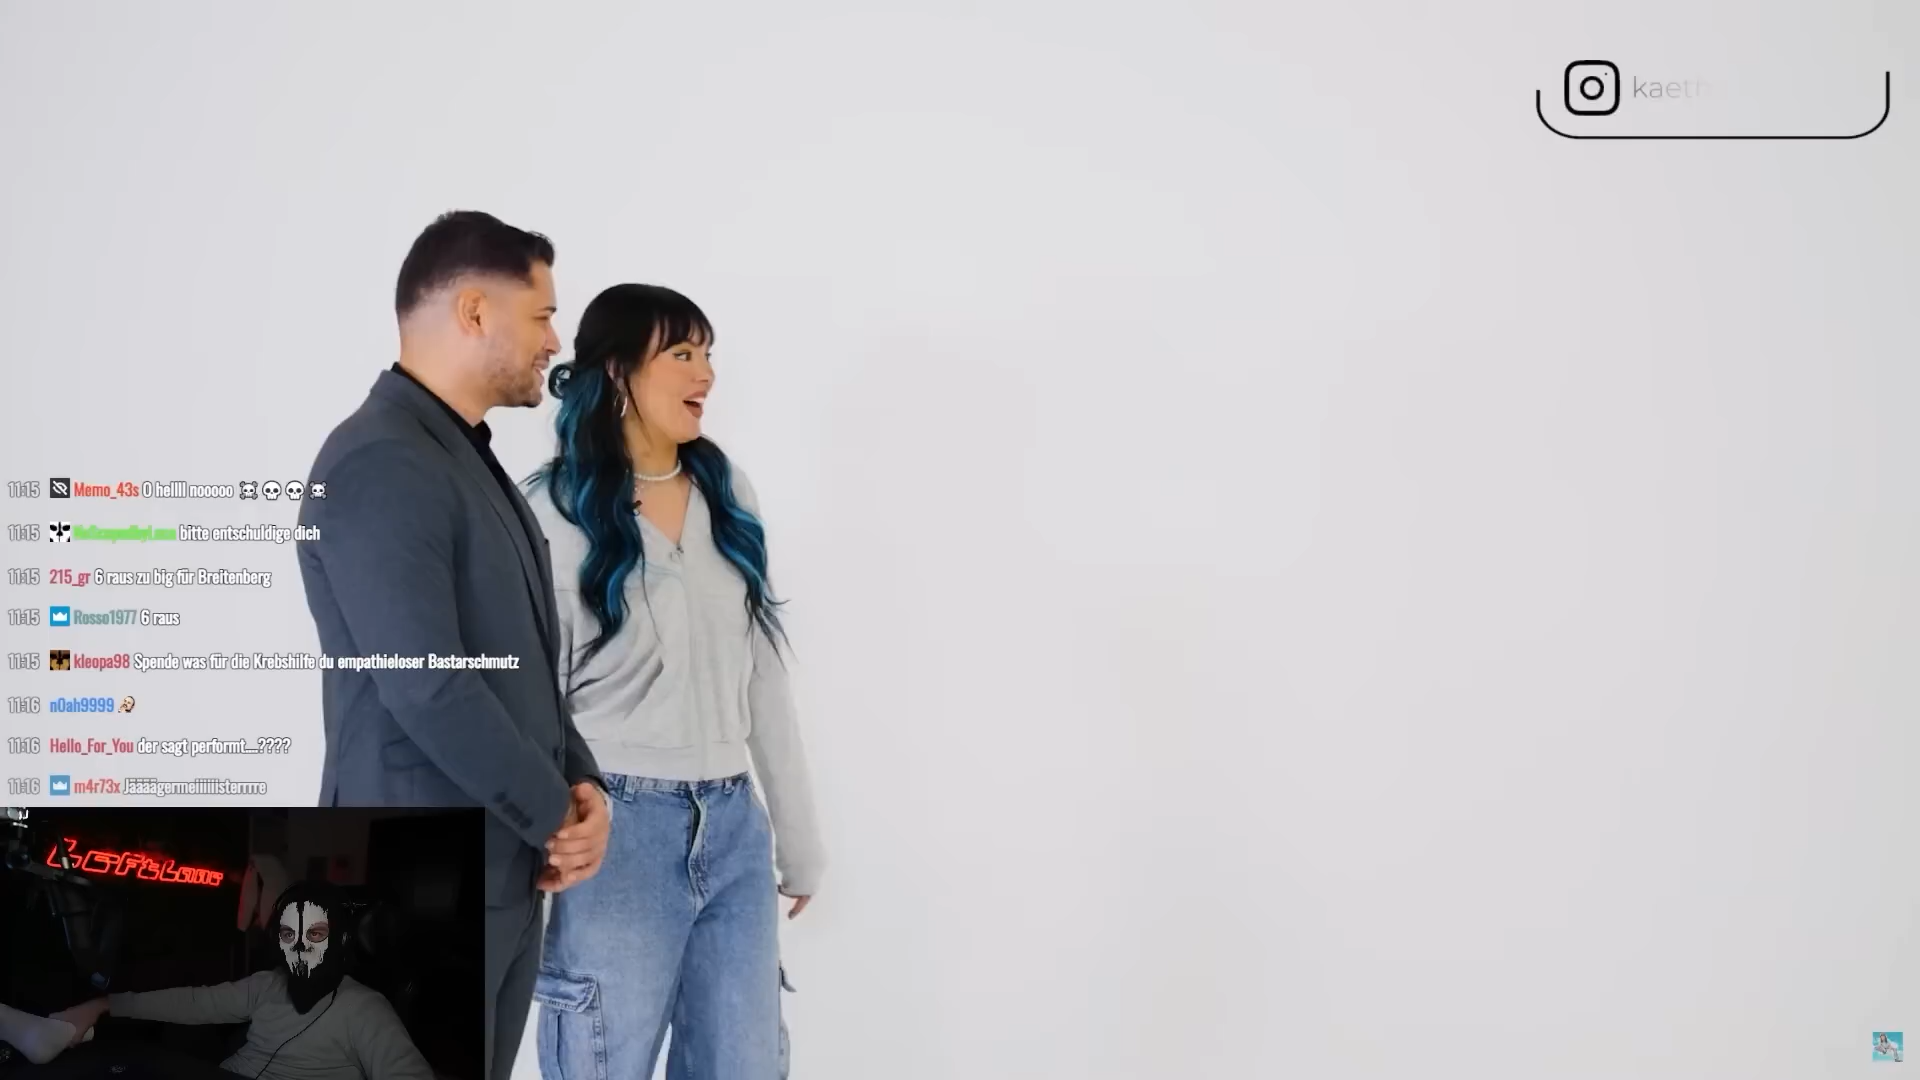 kaeth
11:15 Memo_43s O hellll nooooo ☠️💀💀☠️
11:15 bitte entschuldige dich
11:15 215_gr 6 raus zu big für Breitenberg
11:15 Rosso1977 6 raus
11:15 kleopa98 Spende was für die Krebshilfe du empathieloser Bastarschmutz
11:16 n0ah9999
11:16 Hello_For_You der sagt performt....????
11:16 m4r73x Jäääägermeiiiiiisterrrre